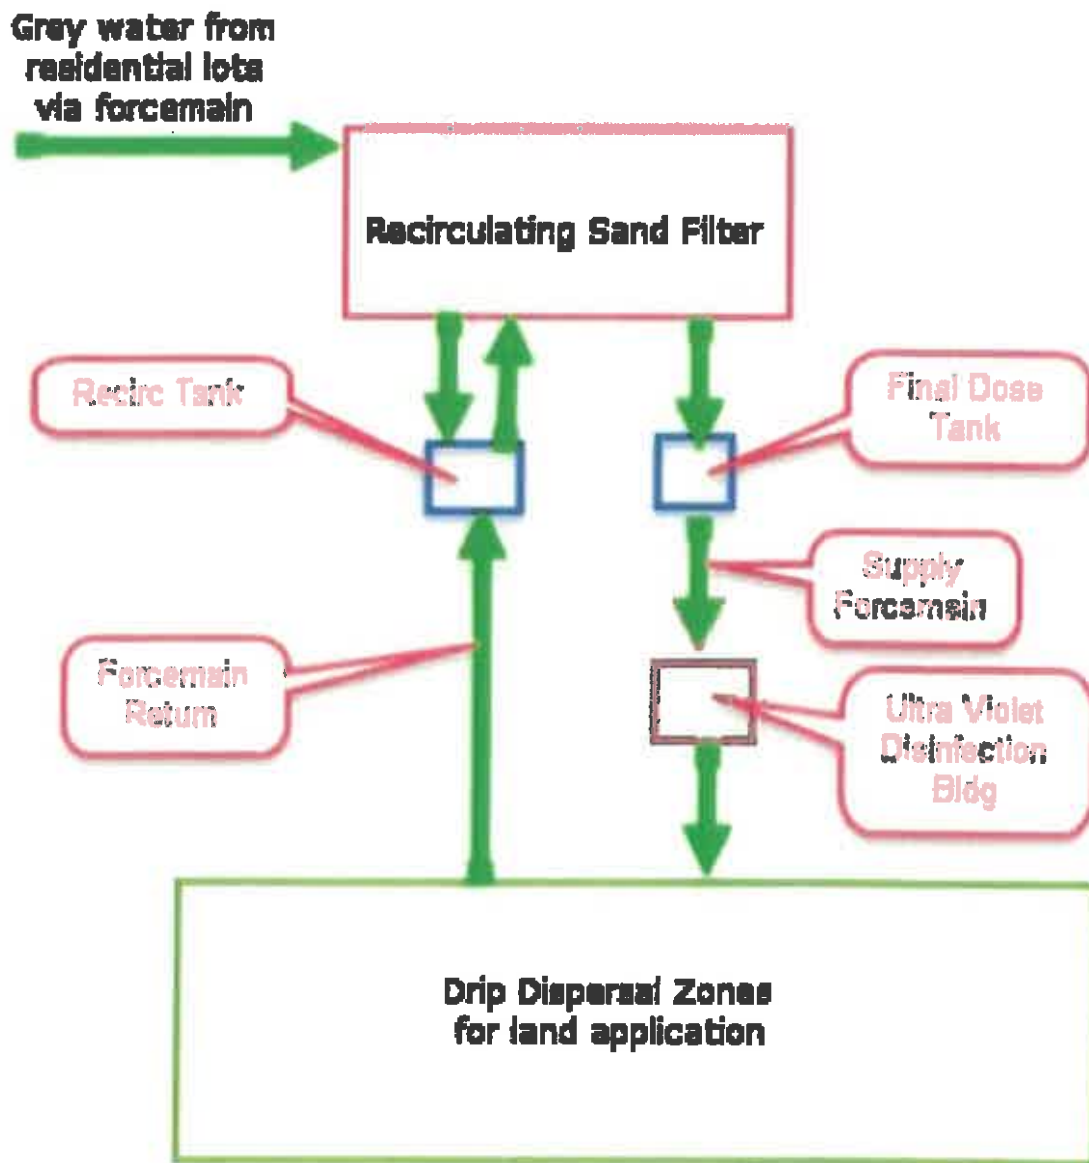 Grey water from
residential lots
via forcemain
Recirculating Sand Filter
Recirc Tank
Final Dose
Tank
Supply
Forcemain
Forcemain
Return
Ultra Violet
Disinfection
Bldg
Drip Dispersal Zones
for land application